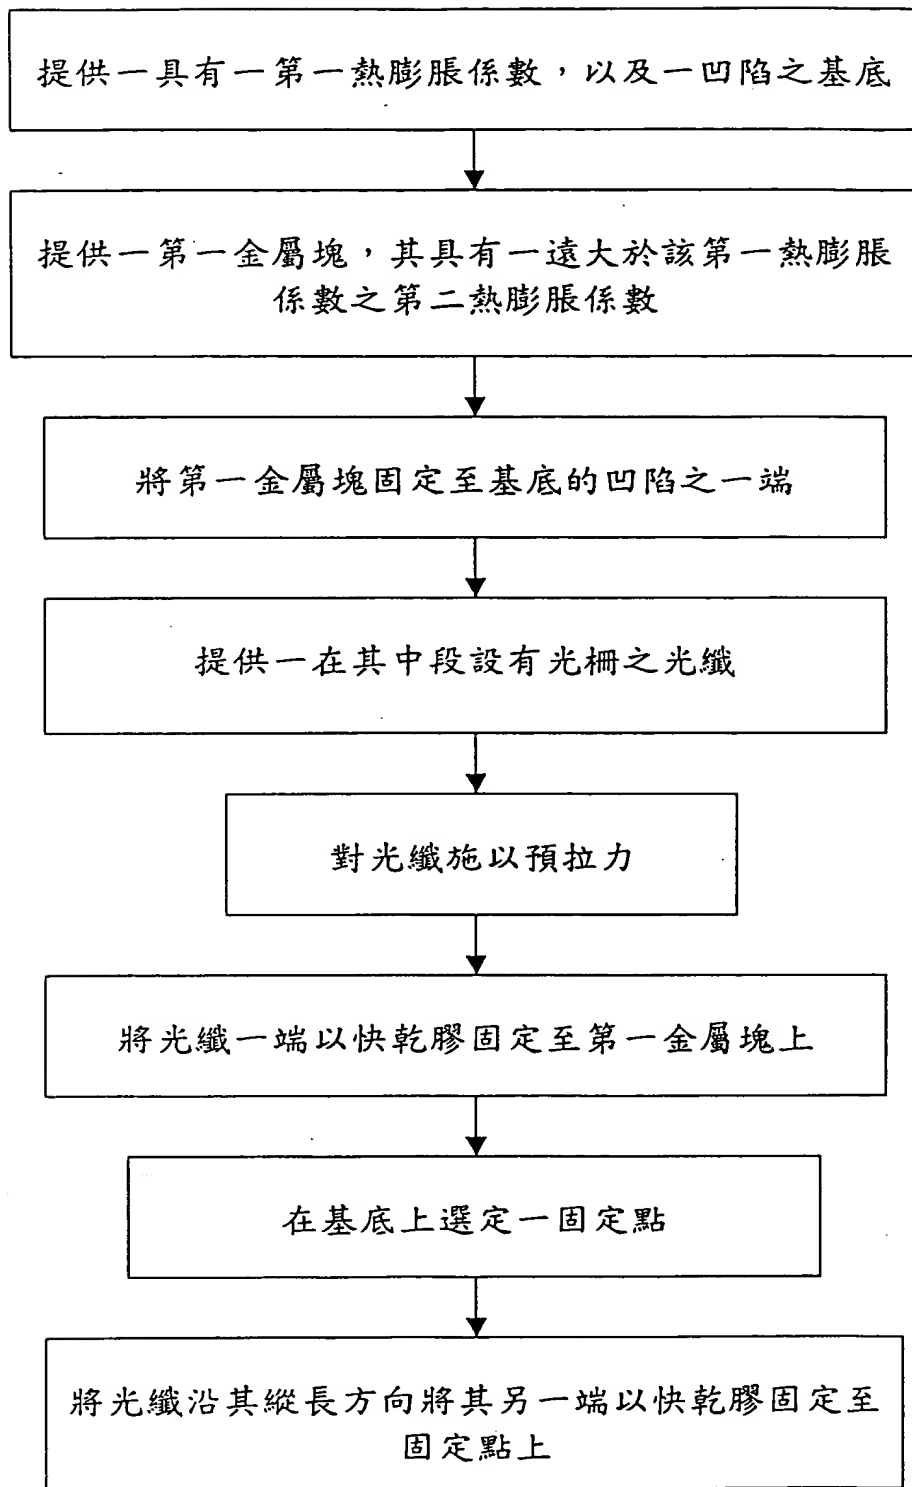 提供一具有一第一熱膨脹係數，以及一凹陷之基底
提供一第一金屬塊，其具有一遠大於該第一熱膨脹
係數之第二熱膨脹係數
將第一金屬塊固定至基底的凹陷之一端
提供一在其中段設有光柵之光纖
對光纖施以預拉力
將光纖一端以快乾膠固定至第一金屬塊上
在基底上選定一固定點
將光纖沿其縱長方向將其另一端以快乾膠固定至
固定點上